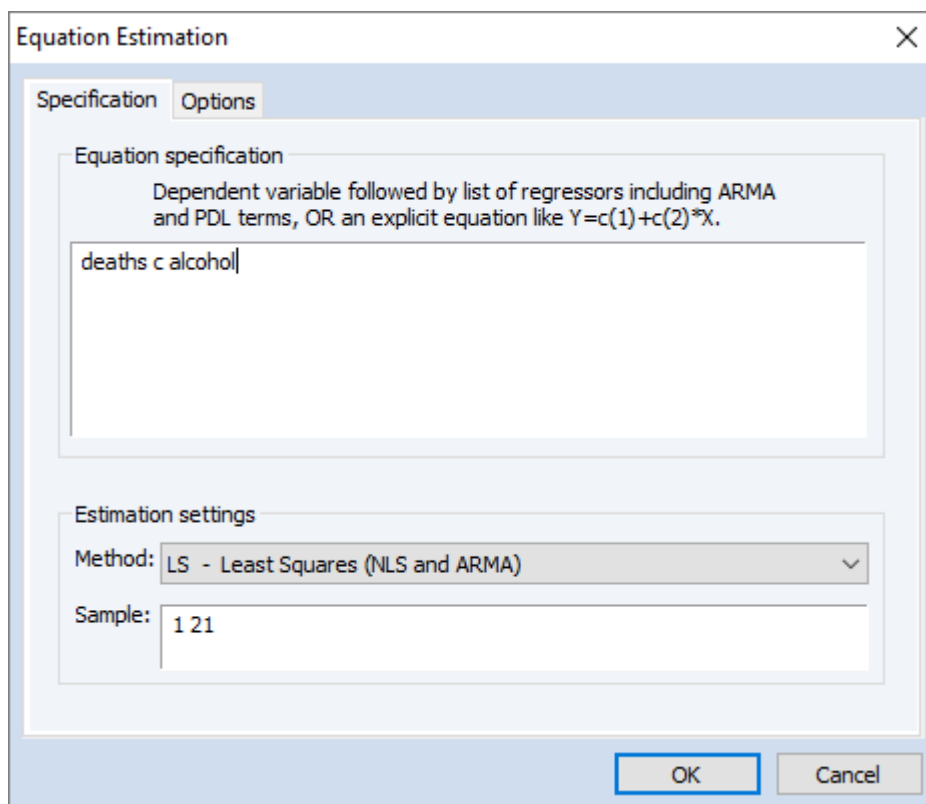 Equation Estimation
Specification Options
Equation specification
Dependent variable followed by list of regressors including ARMA
and PDL terms, OR an explicit equation like Y=c(1)+c(2)*X.
deaths c alcohol
Estimation settings
Method: LS - Least Squares (NLS and ARMA)
Sample: 1 21
OK Cancel